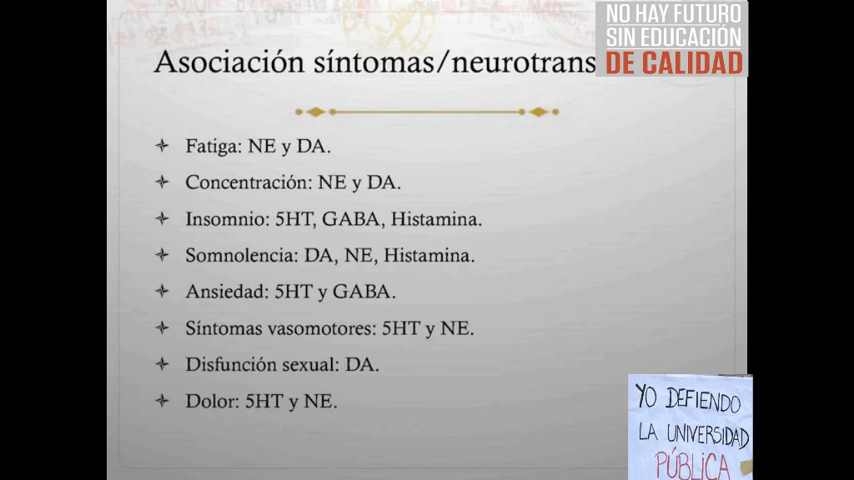 NO HAY FUTURO
SIN EDUCACIÓN
DE CALIDAD
Asociación síntomas/neurotrans
Fatiga: NE y DA.
Concentración: NE y DA.
Insomnio: 5HT, GABA, Histamina.
Somnolencia: DA, NE, Histamina.
Ansiedad: 5HT y GABA.
Síntomas vasomotores: 5HT y NE.
Disfunción sexual: DA.
Dolor: 5HT y NE.
YO DEFIENDO
LA UNIVERSIDAD
PÚBLICA